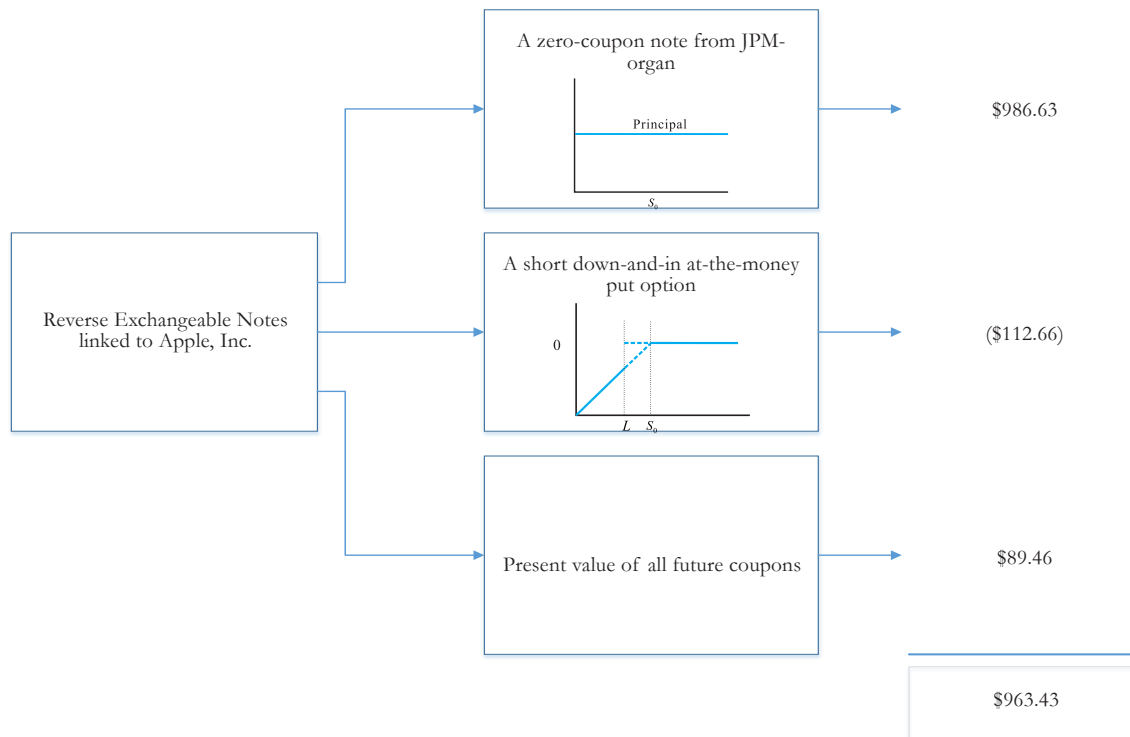 A zero-coupon note from JPM-
organ
Principal
S₀
$986.63
Reverse Exchangeable Notes
linked to Apple, Inc.
A short down-and-in at-the-money
put option
0
L S₀
($112.66)
Present value of all future coupons
$89.46
$963.43